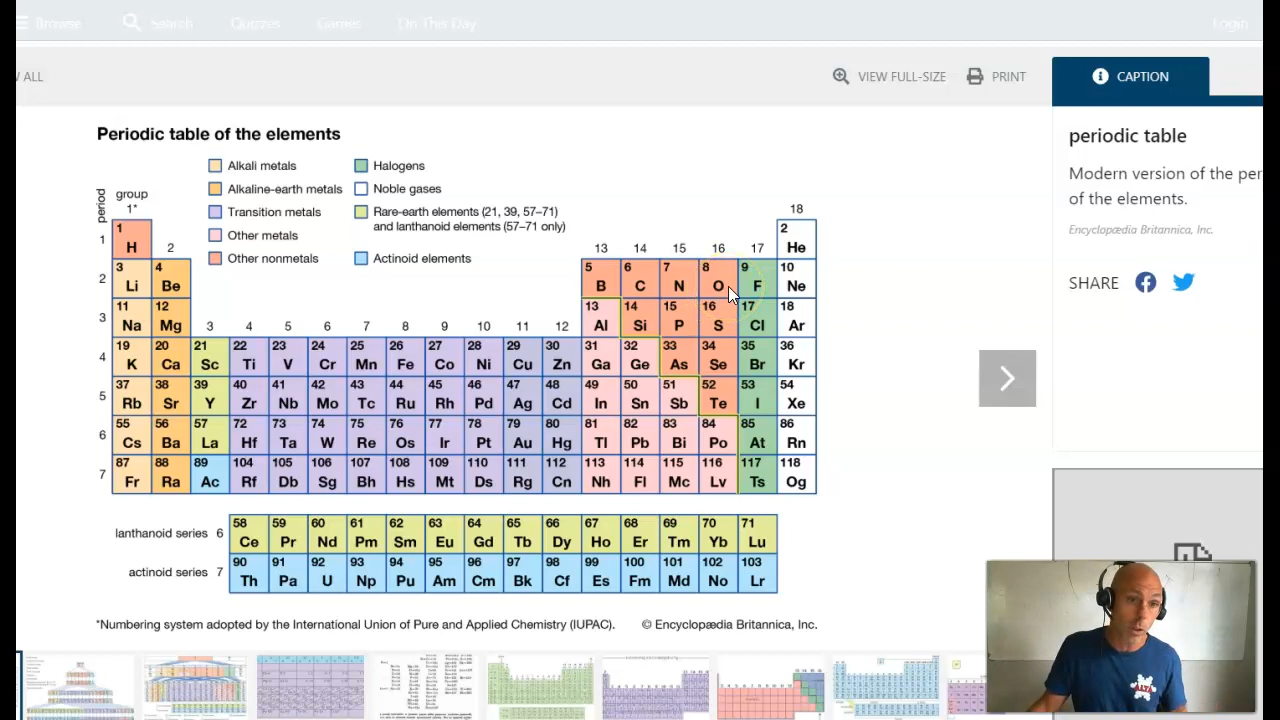 Browse Search Quizzes Games On This Day Login
W ALL VIEW FULL-SIZE PRINT CAPTION
Periodic table of the elements
Alkali metals Halogens
Alkaline-earth metals Noble gases
Transition metals Rare-earth elements (21, 39, 57–71)
and lanthanoid elements (57–71 only)
Other metals
Other nonmetals Actinoid elements
period
group
1* 18
1 2
1 H He
2 13 14 15 16 17
3 4 5 6 7 8 9 10
2 Li Be B C N O F Ne
11 12 13 14 15 16 17 18
3 Na Mg Al Si P S Cl Ar
3 4 5 6 7 8 9 10 11 12
19 20 21 22 23 24 25 26 27 28 29 30 31 32 33 34 35 36
4 K Ca Sc Ti V Cr Mn Fe Co Ni Cu Zn Ga Ge As Se Br Kr
37 38 39 40 41 42 43 44 45 46 47 48 49 50 51 52 53 54
5 Rb Sr Y Zr Nb Mo Tc Ru Rh Pd Ag Cd In Sn Sb Te I Xe
55 56 57 72 73 74 75 76 77 78 79 80 81 82 83 84 85 86
6 Cs Ba La Hf Ta W Re Os Ir Pt Au Hg Tl Pb Bi Po At Rn
87 88 89 104 105 106 107 108 109 110 111 112 113 114 115 116 117 118
7 Fr Ra Ac Rf Db Sg Bh Hs Mt Ds Rg Cn Nh Fl Mc Lv Ts Og
58 59 60 61 62 63 64 65 66 67 68 69 70 71
lanthanoid series 6 Ce Pr Nd Pm Sm Eu Gd Tb Dy Ho Er Tm Yb Lu
90 91 92 93 94 95 96 97 98 99 100 101 102 103
actinoid series 7 Th Pa U Np Pu Am Cm Bk Cf Es Fm Md No Lr
*Numbering system adopted by the International Union of Pure and Applied Chemistry (IUPAC). © Encyclopædia Britannica, Inc.
periodic table
Modern version of the per
of the elements.
Encyclopædia Britannica, Inc.
SHARE